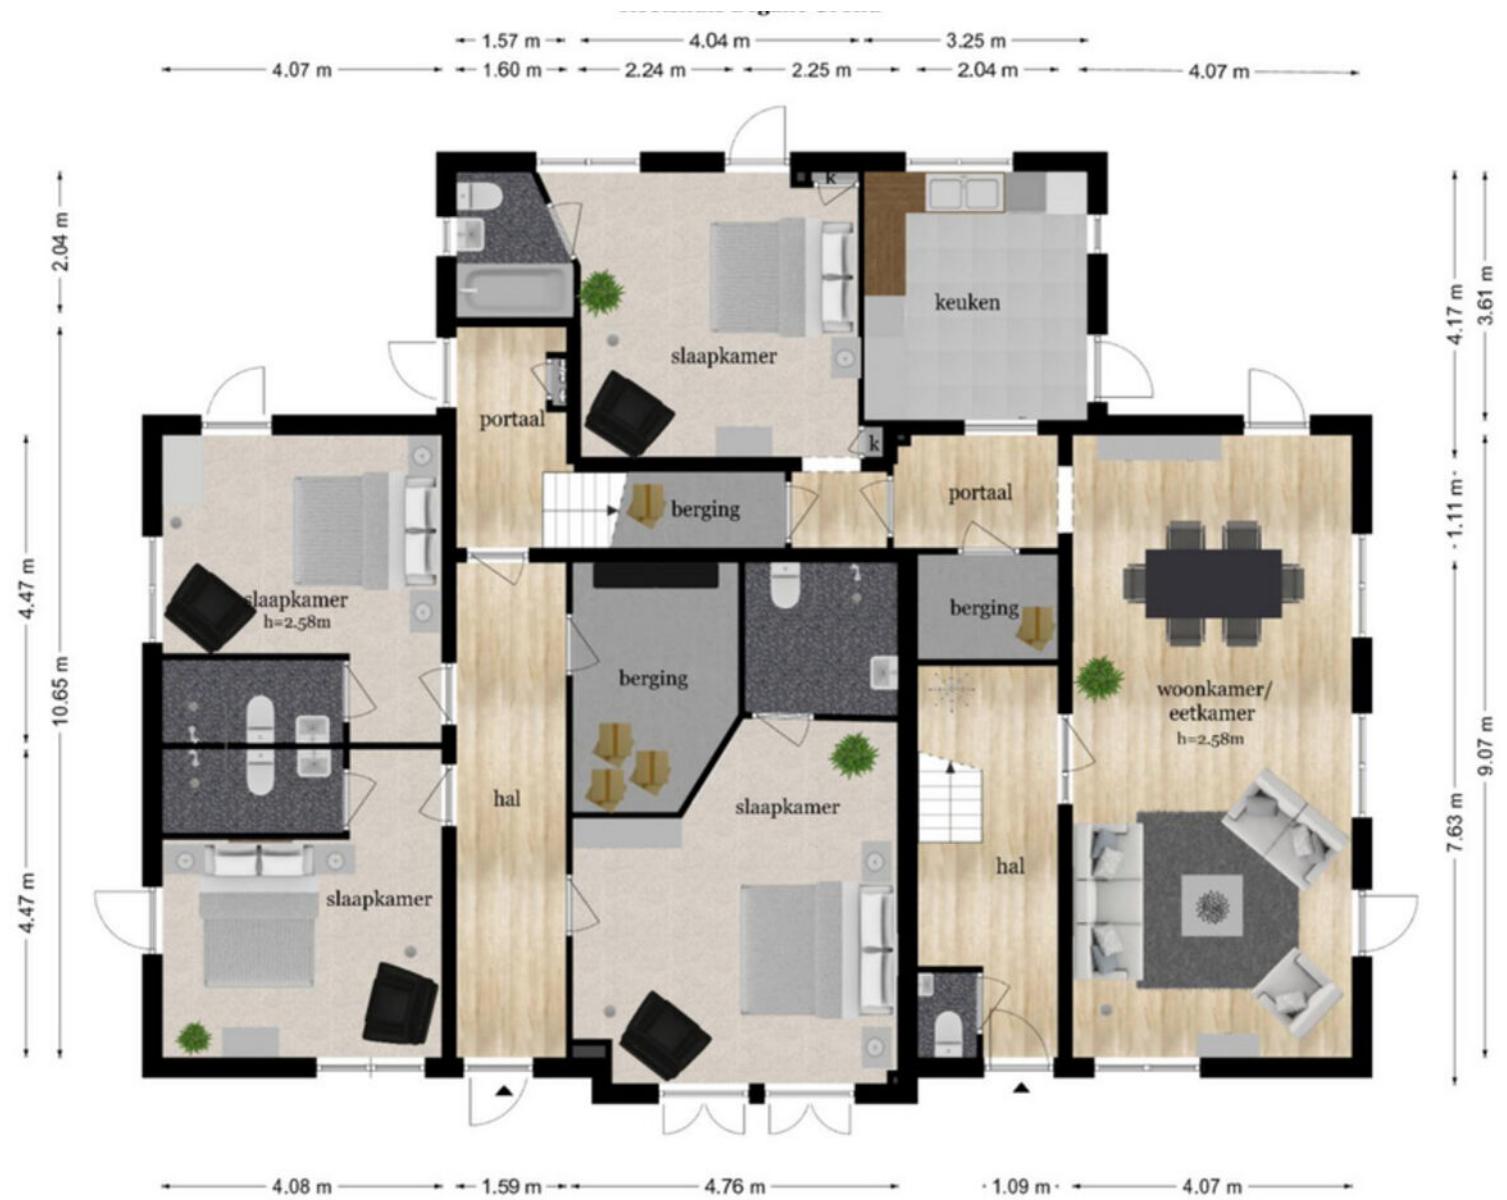 1.57 m
4.04 m
3.25 m
4.07 m
1.60 m
2.24 m
2.25 m
2.04 m
4.07 m
k
2.04 m
4.17 m
3.61 m
keuken
slaapkamer
portaal
k
portaal
berging
1.11 m
4.47 m
slaapkamer
h=2.58m
berging
10.65 m
berging
woonkamer/
eetkamer
h=2.58m
9.07 m
hal
slaapkamer
7.63 m
hal
4.47 m
slaapkamer
4.08 m
1.59 m
4.76 m
1.09 m
4.07 m